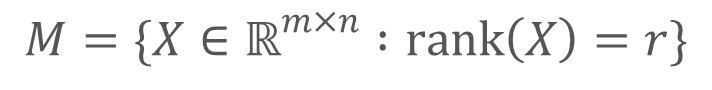 M = {X ∈ ℝ^{m×n} : rank(X) = r}